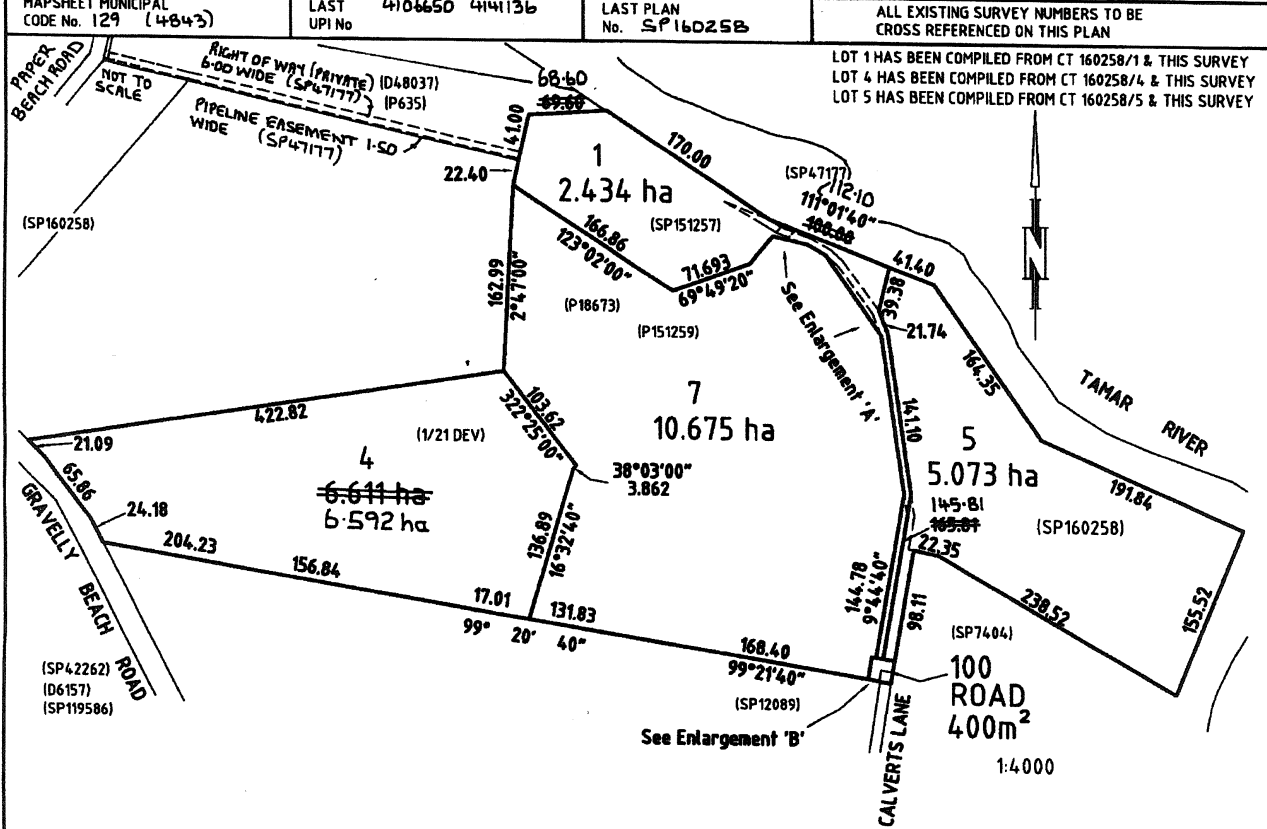 MAPSHEET MUNICIPAL
CODE No. 129 (4843)
LAST
UPI No
4106650 4141136
LAST PLAN
No. SP160258
ALL EXISTING SURVEY NUMBERS TO BE
CROSS REFERENCED ON THIS PLAN
LOT 1 HAS BEEN COMPILED FROM CT 160258/1 & THIS SURVEY
LOT 4 HAS BEEN COMPILED FROM CT 160258/4 & THIS SURVEY
LOT 5 HAS BEEN COMPILED FROM CT 160258/5 & THIS SURVEY
PAPER
BEACH ROAD
NOT TO
SCALE
RIGHT OF WAY (PRIVATE)
6.00 WIDE (SP47177)
(D48037)
(P635)
PIPELINE EASEMENT 1.50
WIDE (SP47177)
68.60
69.60
41.00
22.40
170.00
1
2.434 ha
(SP151257)
(SP47177)
112.10
111°01'40"
41.40
39.38
21.74
(SP160258)
166.86
123°02'00"
71.693
69°49'20"
162.99
2°47'00"
(P18673)
(P151259)
See Enlargement 'A'
164.35
TAMAR
RIVER
141.10
7
10.675 ha
5
5.073 ha
145.81
165.81
(SP160258)
191.84
422.82
103.62
322°25'00"
(1/21 DEV)
21.09
65.86
24.18
4
6.611 ha
6.592 ha
38°03'00"
3.862
136.89
16°32'40"
GRAVELLY BEACH ROAD
204.23
156.84
17.01
131.83
99° 20' 40"
168.40
99°21'40"
144.78
9°44'40"
98.11
22.35
238.52
155.52
(SP7404)
(SP42262)
(D6157)
(SP119586)
(SP12089)
See Enlargement 'B'
100
ROAD
400m²
CALVERTS LANE
1:4000